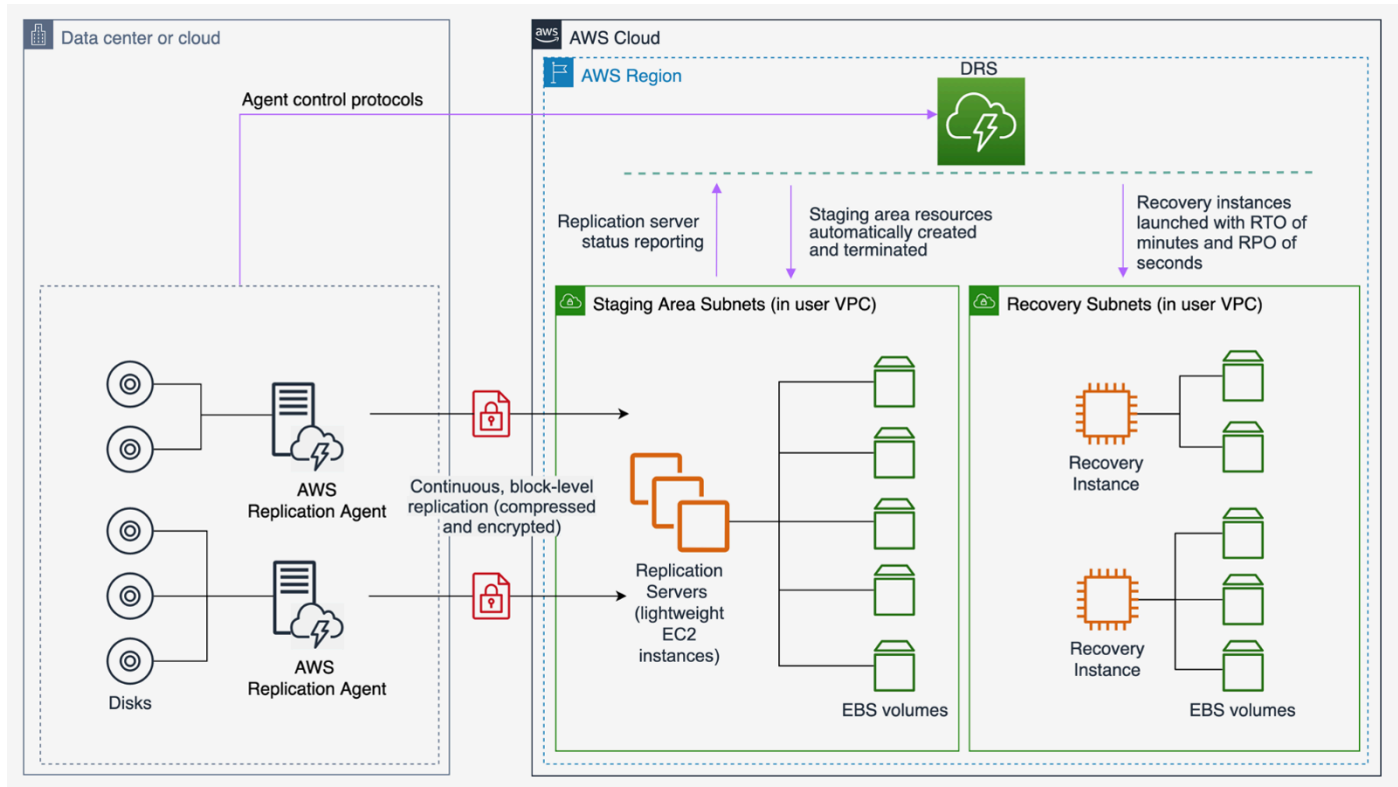 Data center or cloud
aws
AWS Cloud
AWS Region
DRS
Agent control protocols
Replication server
status reporting
Staging area resources
automatically created
and terminated
Recovery instances
launched with RTO of
minutes and RPO of
seconds
Staging Area Subnets (in user VPC)
Recovery Subnets (in user VPC)
AWS
Replication Agent
Continuous, block-level
replication (compressed
and encrypted)
AWS
Replication Agent
Disks
Replication
Servers
(lightweight
EC2
instances)
EBS volumes
Recovery
Instance
Recovery
Instance
EBS volumes